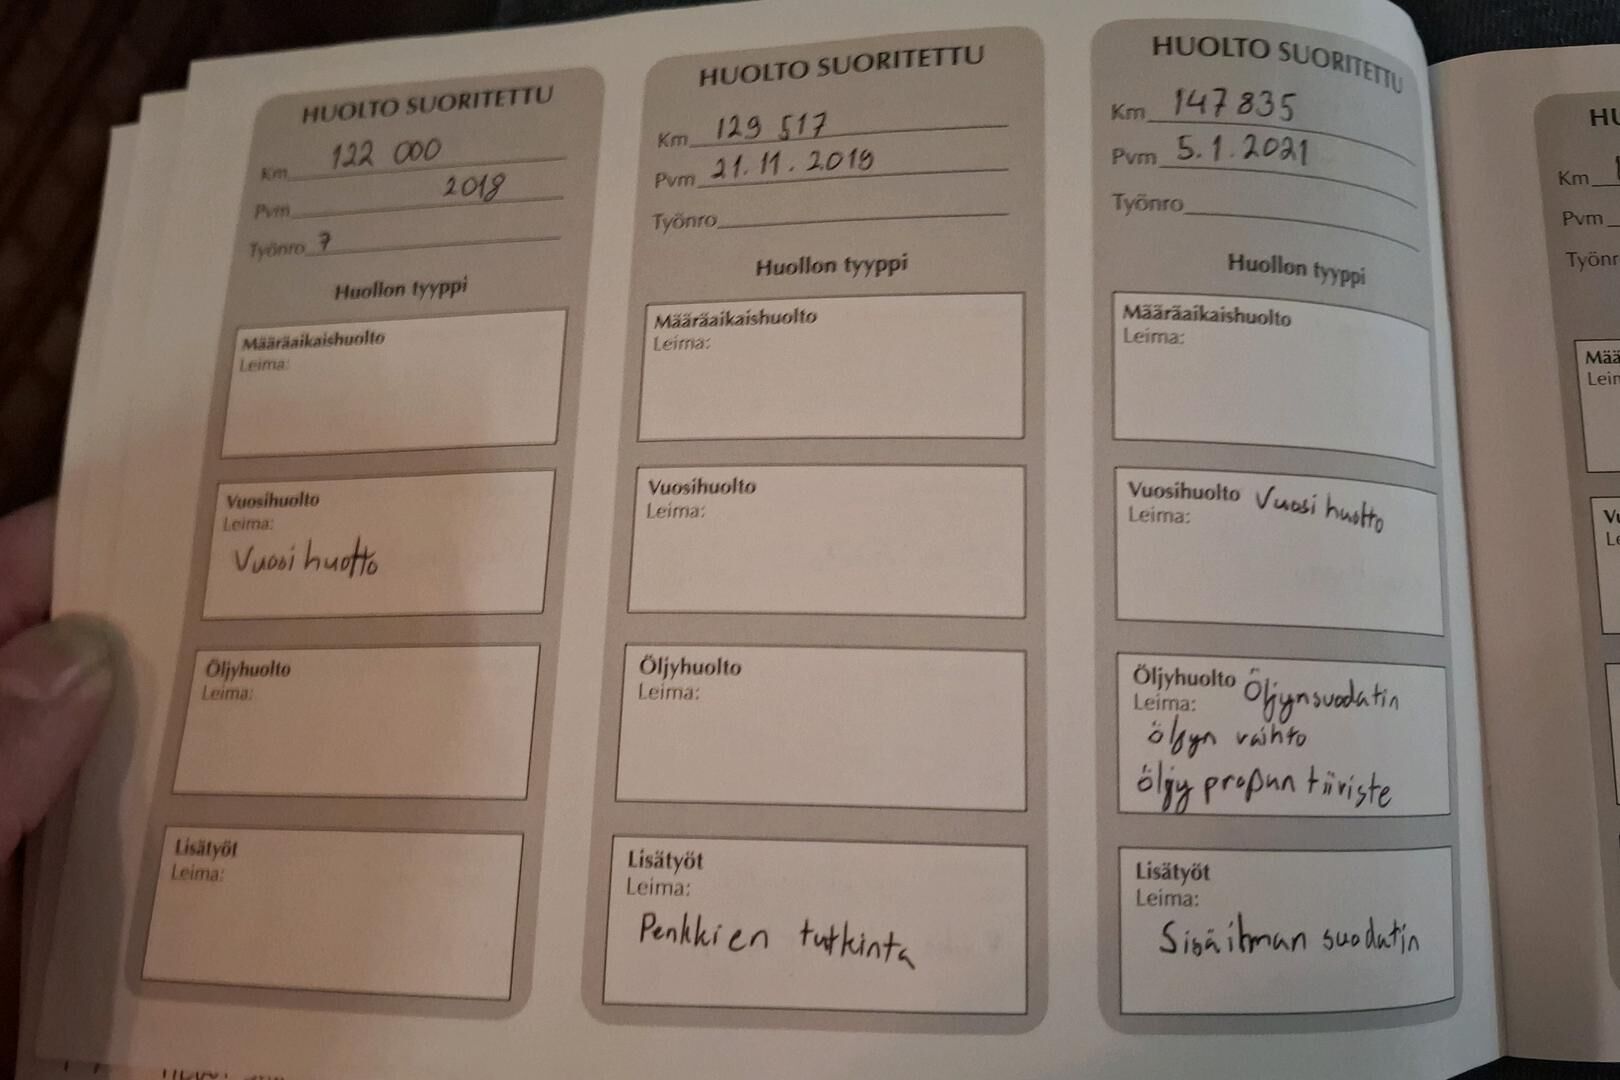 HUOLTO SUORITETTU
Km 122 000
Pvm 2018
Työnro 7
Huollon tyyppi
Määräaikaishuolto
Leima:
Vuosihuolto
Leima:
Vuosi huolto
Öljyhuolto
Leima:
Lisätyöt
Leima:
HUOLTO SUORITETTU
Km 129 517
Pvm 21.11.2019
Työnro
Huollon tyyppi
Määräaikaishuolto
Leima:
Vuosihuolto
Leima:
Öljyhuolto
Leima:
Lisätyöt
Leima:
Penkkien tutkinta
HUOLTO SUORITETTU
Km 147 835
Pvm 5.1.2021
Työnro
Huollon tyyppi
Määräaikaishuolto
Leima:
Vuosihuolto Vuosi huolto
Leima:
Öljyhuolto Öljynsuodatin
Leima:
öljyn vaihto
öljy propun tiiviste
Lisätyöt
Leima:
Sisäilman suodatin
Km
Pvm